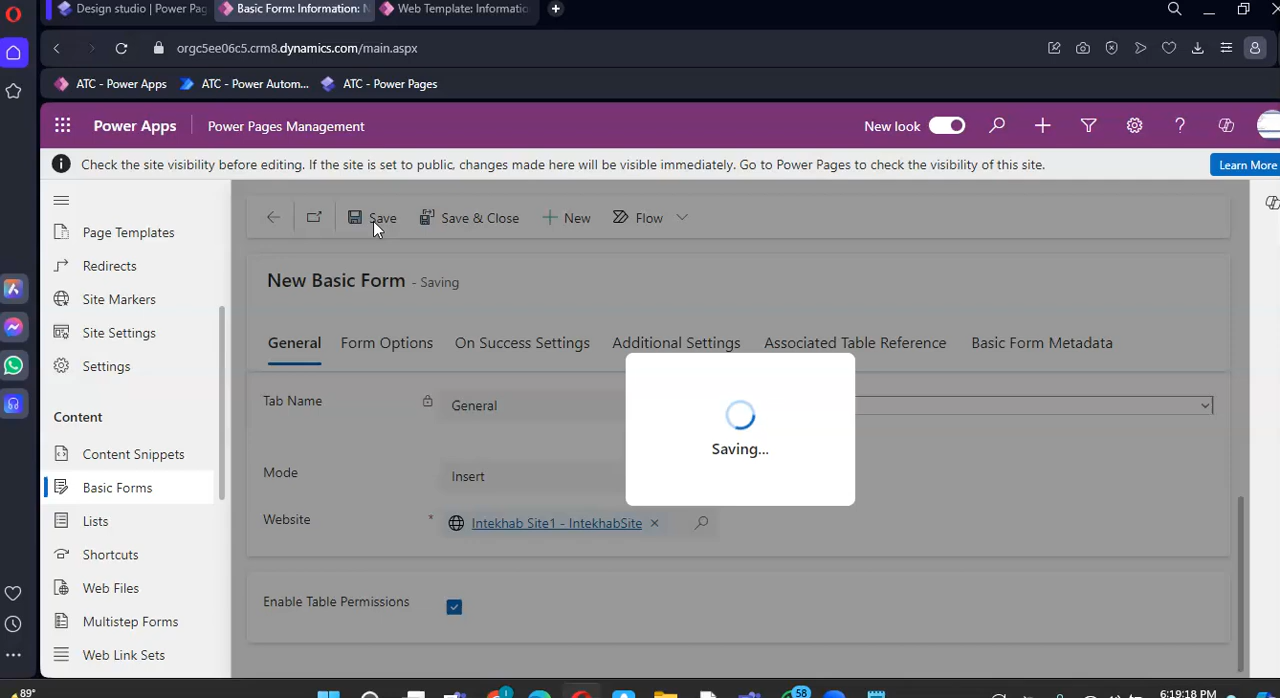 Design studio | Power Pag
Basic Form: Information: N
Web Template: Informatio
orgc5ee06c5.crm8.dynamics.com/main.aspx
ATC - Power Apps
ATC - Power Autom...
ATC - Power Pages
Power Apps
Power Pages Management
New look
Check the site visibility before editing. If the site is set to public, changes made here will be visible immediately. Go to Power Pages to check the visibility of this site.
Learn More
Page Templates
Redirects
Site Markers
Site Settings
Settings
Content
Content Snippets
Basic Forms
Lists
Shortcuts
Web Files
Multistep Forms
Web Link Sets
Save
Save & Close
New
Flow
New Basic Form - Saving
General
Form Options
On Success Settings
Additional Settings
Associated Table Reference
Basic Form Metadata
Tab Name
General
Mode
Insert
Website
*
Intekhab Site1 - IntekhabSite
Saving...
Enable Table Permissions
89°
1
58
6:19:18 PM